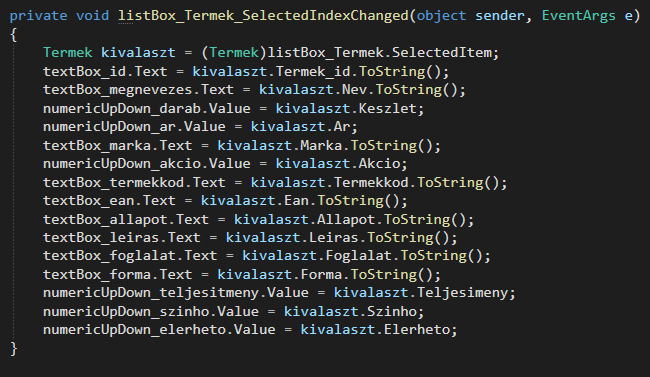 private void listBox_Termek_SelectedIndexChanged(object sender, EventArgs e)
{
Termek kivalaszt = (Termek)listBox_Termek.SelectedItem;
textBox_id.Text = kivalaszt.Termek_id.ToString();
textBox_megnevezes.Text = kivalaszt.Nev.ToString();
numericUpDown_darab.Value = kivalaszt.Keszlet;
numericUpDown_ar.Value = kivalaszt.Ar;
textBox_marka.Text = kivalaszt.Marka.ToString();
numericUpDown_akcio.Value = kivalaszt.Akcio;
textBox_termekkod.Text = kivalaszt.Termekkod.ToString();
textBox_ean.Text = kivalaszt.Ean.ToString();
textBox_allapot.Text = kivalaszt.Allapot.ToString();
textBox_leiras.Text = kivalaszt.Leiras.ToString();
textBox_foglalat.Text = kivalaszt.Foglalat.ToString();
textBox_forma.Text = kivalaszt.Forma.ToString();
numericUpDown_teljesitmeny.Value = kivalaszt.Teljesimeny;
numericUpDown_szinho.Value = kivalaszt.Szinho;
numericUpDown_elerheto.Value = kivalaszt.Elerheto;
}